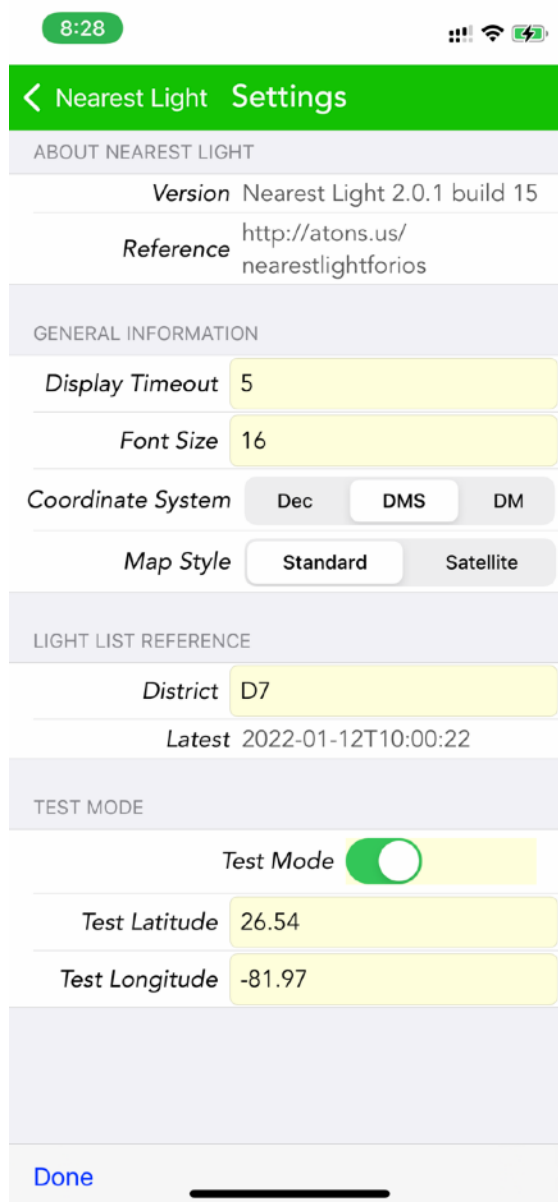 8:28
Nearest Light Settings
ABOUT NEAREST LIGHT
Version Nearest Light 2.0.1 build 15
Reference http://atons.us/
nearestlightforios
GENERAL INFORMATION
Display Timeout 5
Font Size 16
Coordinate System Dec DMS DM
Map Style Standard Satellite
LIGHT LIST REFERENCE
District D7
Latest 2022-01-12T10:00:22
TEST MODE
Test Mode
Test Latitude 26.54
Test Longitude -81.97
Done